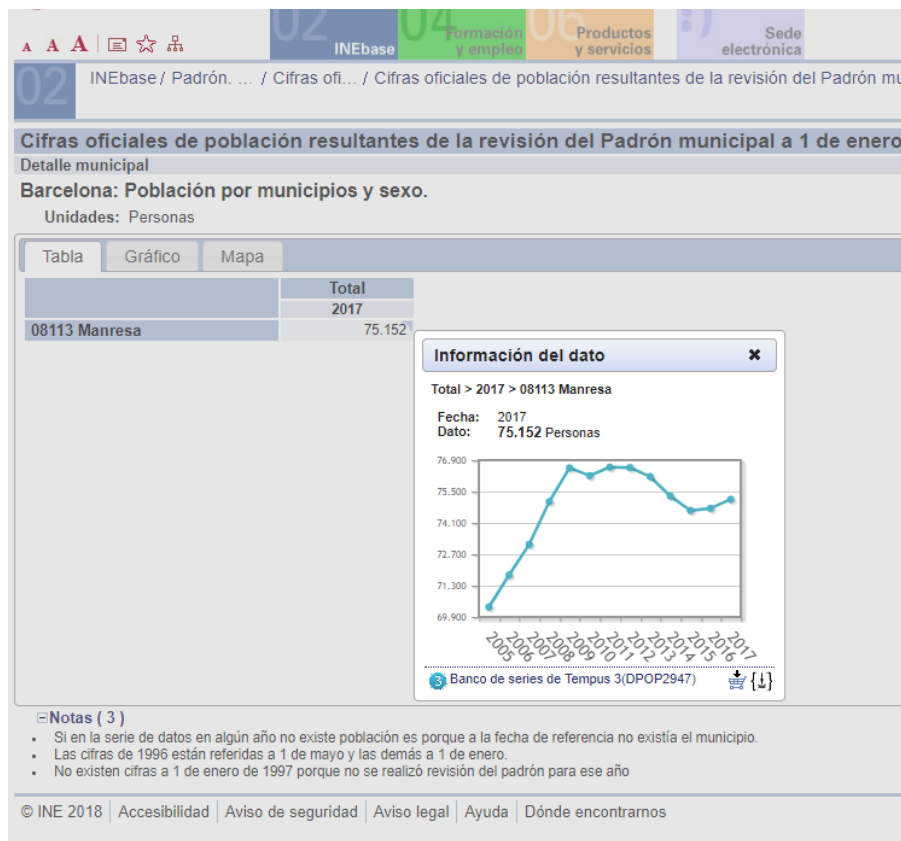 A A A
02
INEbase
04
Formación
y empleo
06
Productos
y servicios
Sede
electrónica
02
INEbase / Padrón. ... / Cifras ofi... / Cifras oficiales de población resultantes de la revisión del Padrón mu
Cifras oficiales de población resultantes de la revisión del Padrón municipal a 1 de enero
Detalle municipal
Barcelona: Población por municipios y sexo.
Unidades: Personas
Tabla Gráfico Mapa
Total
2017
08113 Manresa 75.152
Información del dato
Total > 2017 > 08113 Manresa
Fecha: 2017
Dato: 75.152 Personas
76.900
75.500
74.100
72.700
71.300
69.900
2005 2006 2007 2008 2009 2010 2011 2012 2013 2014 2015 2016 2017
3 Banco de series de Tempus 3(DPOP2947)
Notas ( 3 )
Si en la serie de datos en algún año no existe población es porque a la fecha de referencia no existía el municipio.
Las cifras de 1996 están referidas a 1 de mayo y las demás a 1 de enero.
No existen cifras a 1 de enero de 1997 porque no se realizó revisión del padrón para ese año
© INE 2018 Accesibilidad Aviso de seguridad Aviso legal Ayuda Dónde encontrarnos